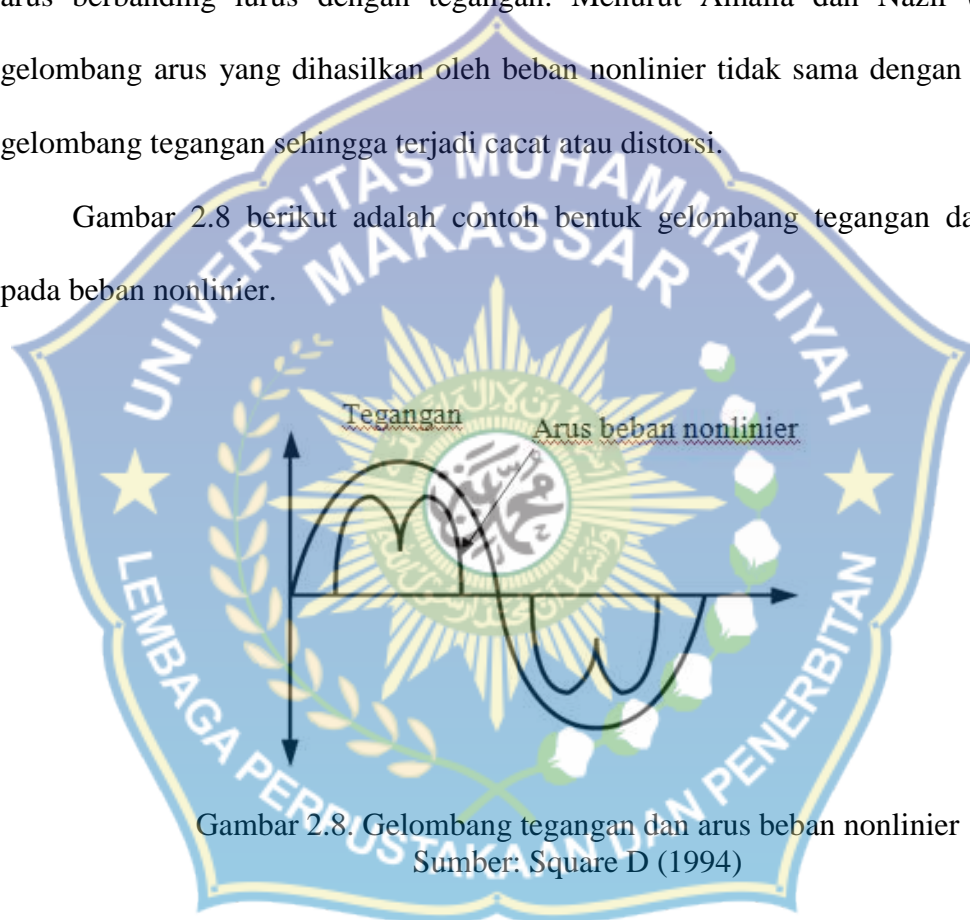 arus berbanding lurus dengan tegangan. Menurut Amalia dan Nazir
gelombang arus yang dihasilkan oleh beban nonlinier tidak sama dengan
gelombang tegangan sehingga terjadi cacat atau distorsi.
Gambar 2.8 berikut adalah contoh bentuk gelombang tegangan
pada beban nonlinier.
UNIVERSITAS MUHAMMADIYAH
MAKASSAR
Tegangan
Arus beban nonlinier
LEMBAGA PERPUSTAKAAN DAN PENERBITAN
Gambar 2.8. Gelombang tegangan dan arus beban nonlinier
Sumber: Square D (1994)